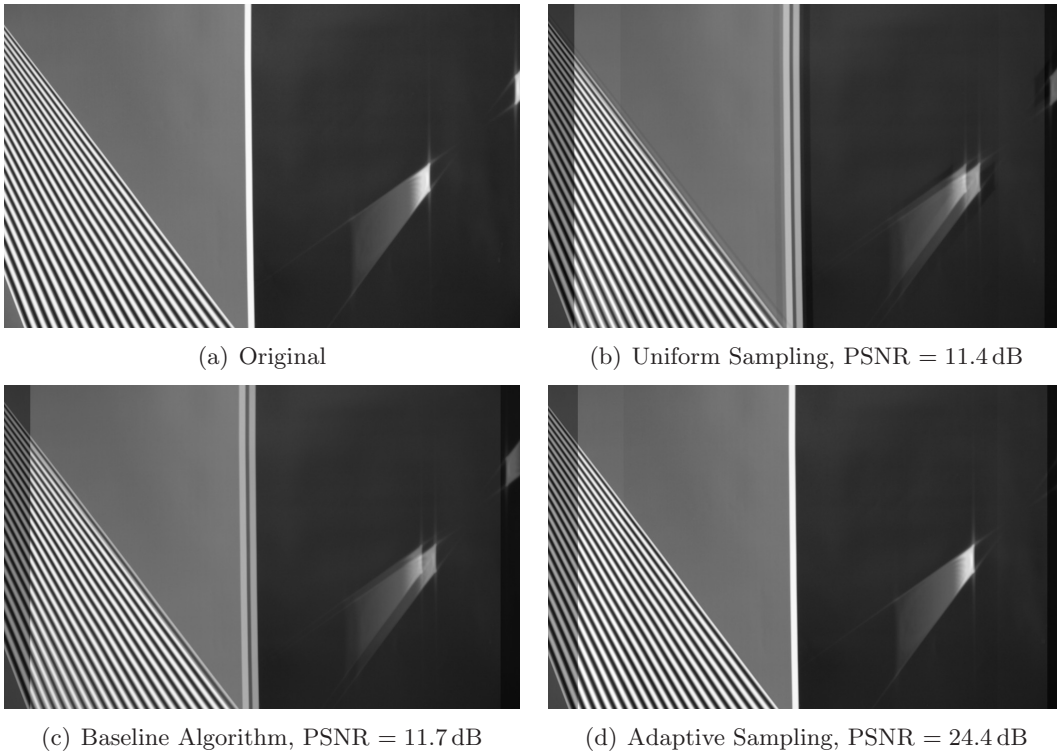 (a) Original
(b) Uniform Sampling, PSNR = 11.4 dB
(c) Baseline Algorithm, PSNR = 11.7 dB
(d) Adaptive Sampling, PSNR = 24.4 dB